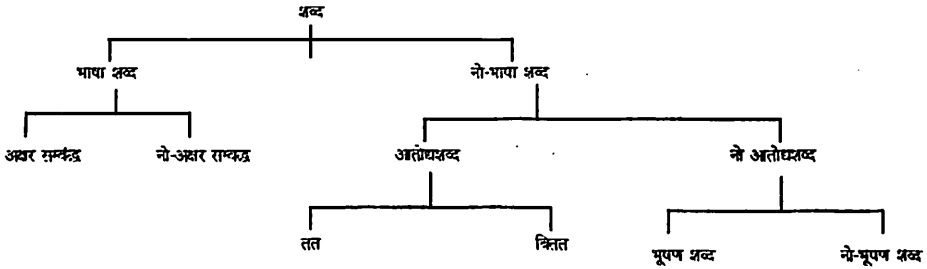 शब्द
भाषा शब्द नो-भाषा शब्द
अक्षर सम्बद्ध नो-अक्षर सम्बद्ध आतोद्यशब्द नो आतोद्यशब्द
तत वितत भूषण शब्द नो-भूषण शब्द